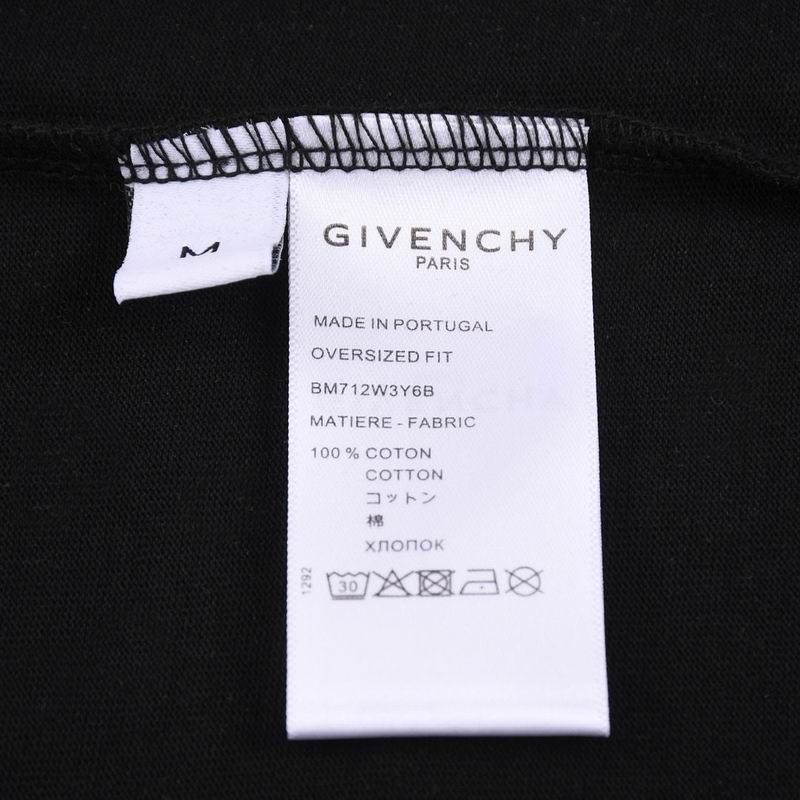 M
GIVENCHY
PARIS
MADE IN PORTUGAL
OVERSIZED FIT
BM712W3Y6B
MATIERE - FABRIC
100 % COTON
COTTON
コットン
棉
ХЛОПОК
1292
30